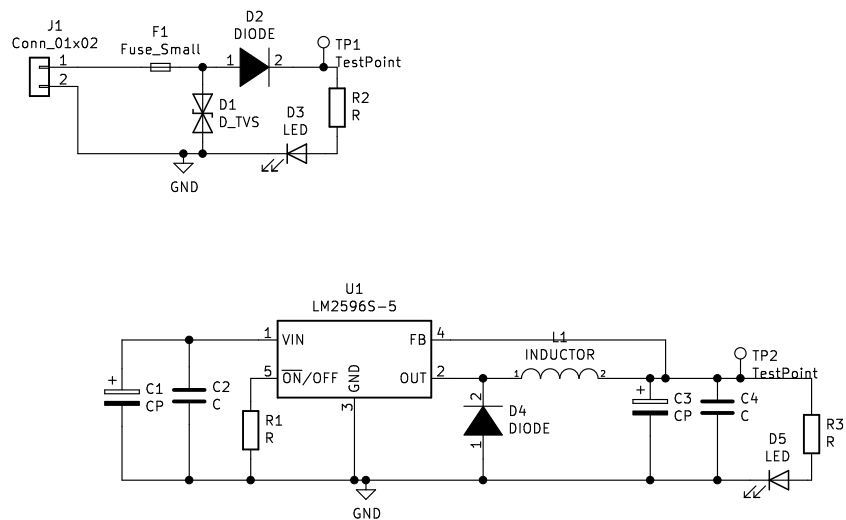 J1
Conn_01x02
1
2
F1
Fuse_Small
D2
DIODE
1
2
TP1
TestPoint
D1
D_TVS
R2
R
D3
LED
GND
U1
LM2596S-5
1
VIN
FB
4
5
ON/OFF
GND
OUT
2
3
C1
CP
C2
C
R1
R
L1
INDUCTOR
1
2
2
D4
DIODE
1
C3
CP
C4
C
TP2
TestPoint
R3
R
D5
LED
GND